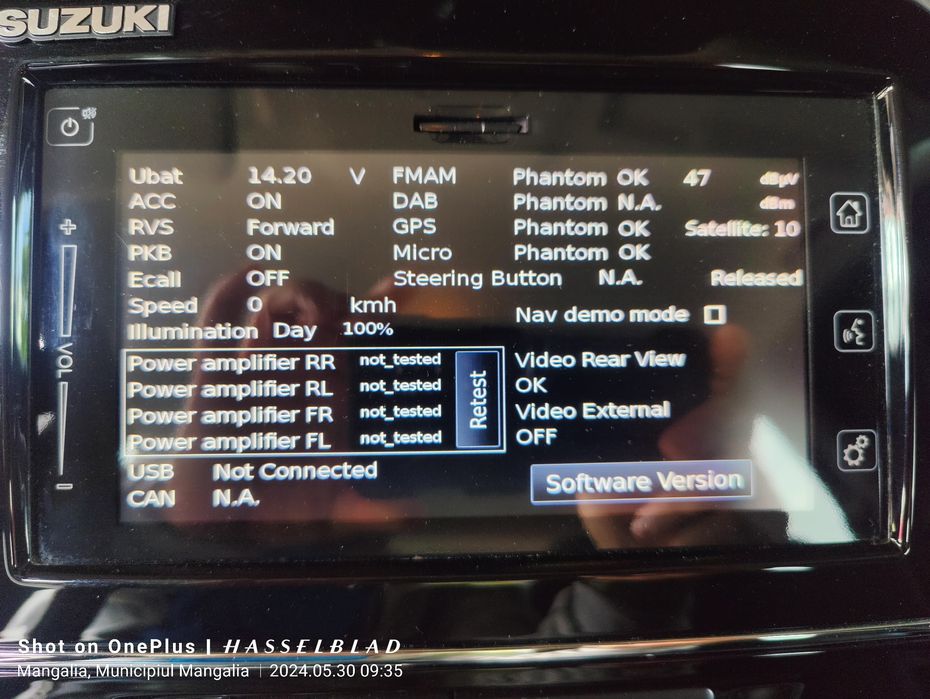 SUZUKI
Ubat 14.20 V FMAM Phantom OK 47 dBµV
ACC ON DAB Phantom N.A. dBm
RVS Forward GPS Phantom OK Satellite: 10
PKB ON Micro Phantom OK
Ecall OFF Steering Button N.A. Released
Speed 0 kmh Nav demo mode
Illumination Day 100%
Power amplifier RR not_tested Video Rear View
Power amplifier RL not_tested OK
Power amplifier FR not_tested Video External
Power amplifier FL not_tested OFF
Retest
USB Not Connected
CAN N.A.
Software Version
+
VOL
-
Shot on OnePlus | HASSELBLAD
Mangalia, Municipiul Mangalia | 2024.05.30 09:35